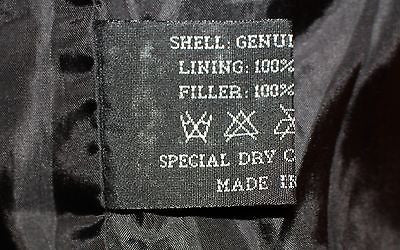 SHELL: GENUI
LINING: 100%
FILLER: 100%
SPECIAL DRY C
MADE IN